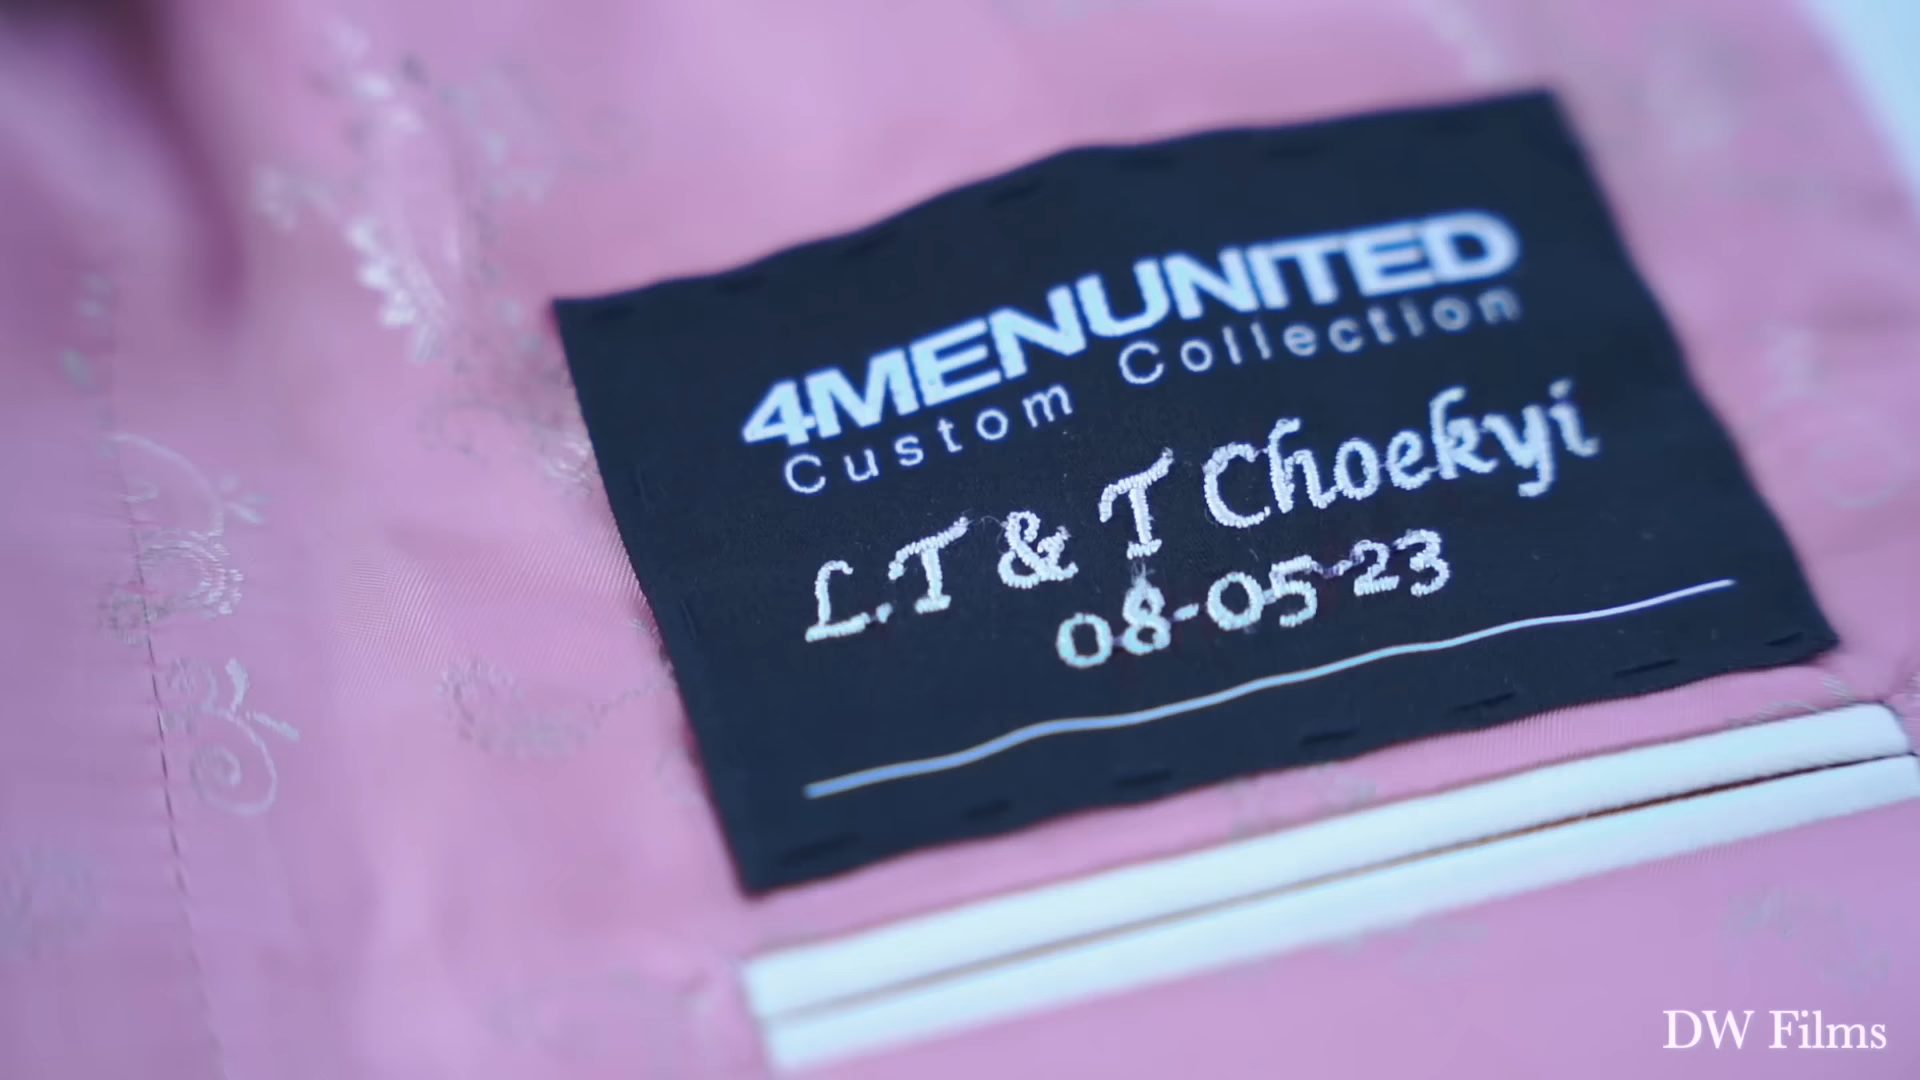 4MENUNITED
Custom Collection
L.T & T Choekyi
08-05-23
DW Films